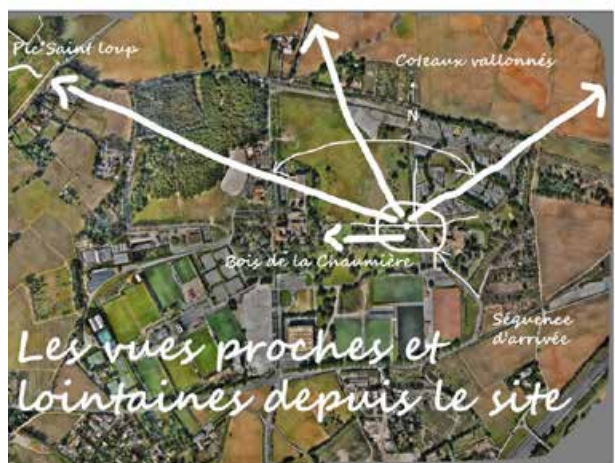 Pic Saint loup
Coteaux vallonnés
N
Bois de la Chaumière
Séquence
d'arrivée
Les vues proches et
lointaines depuis le site